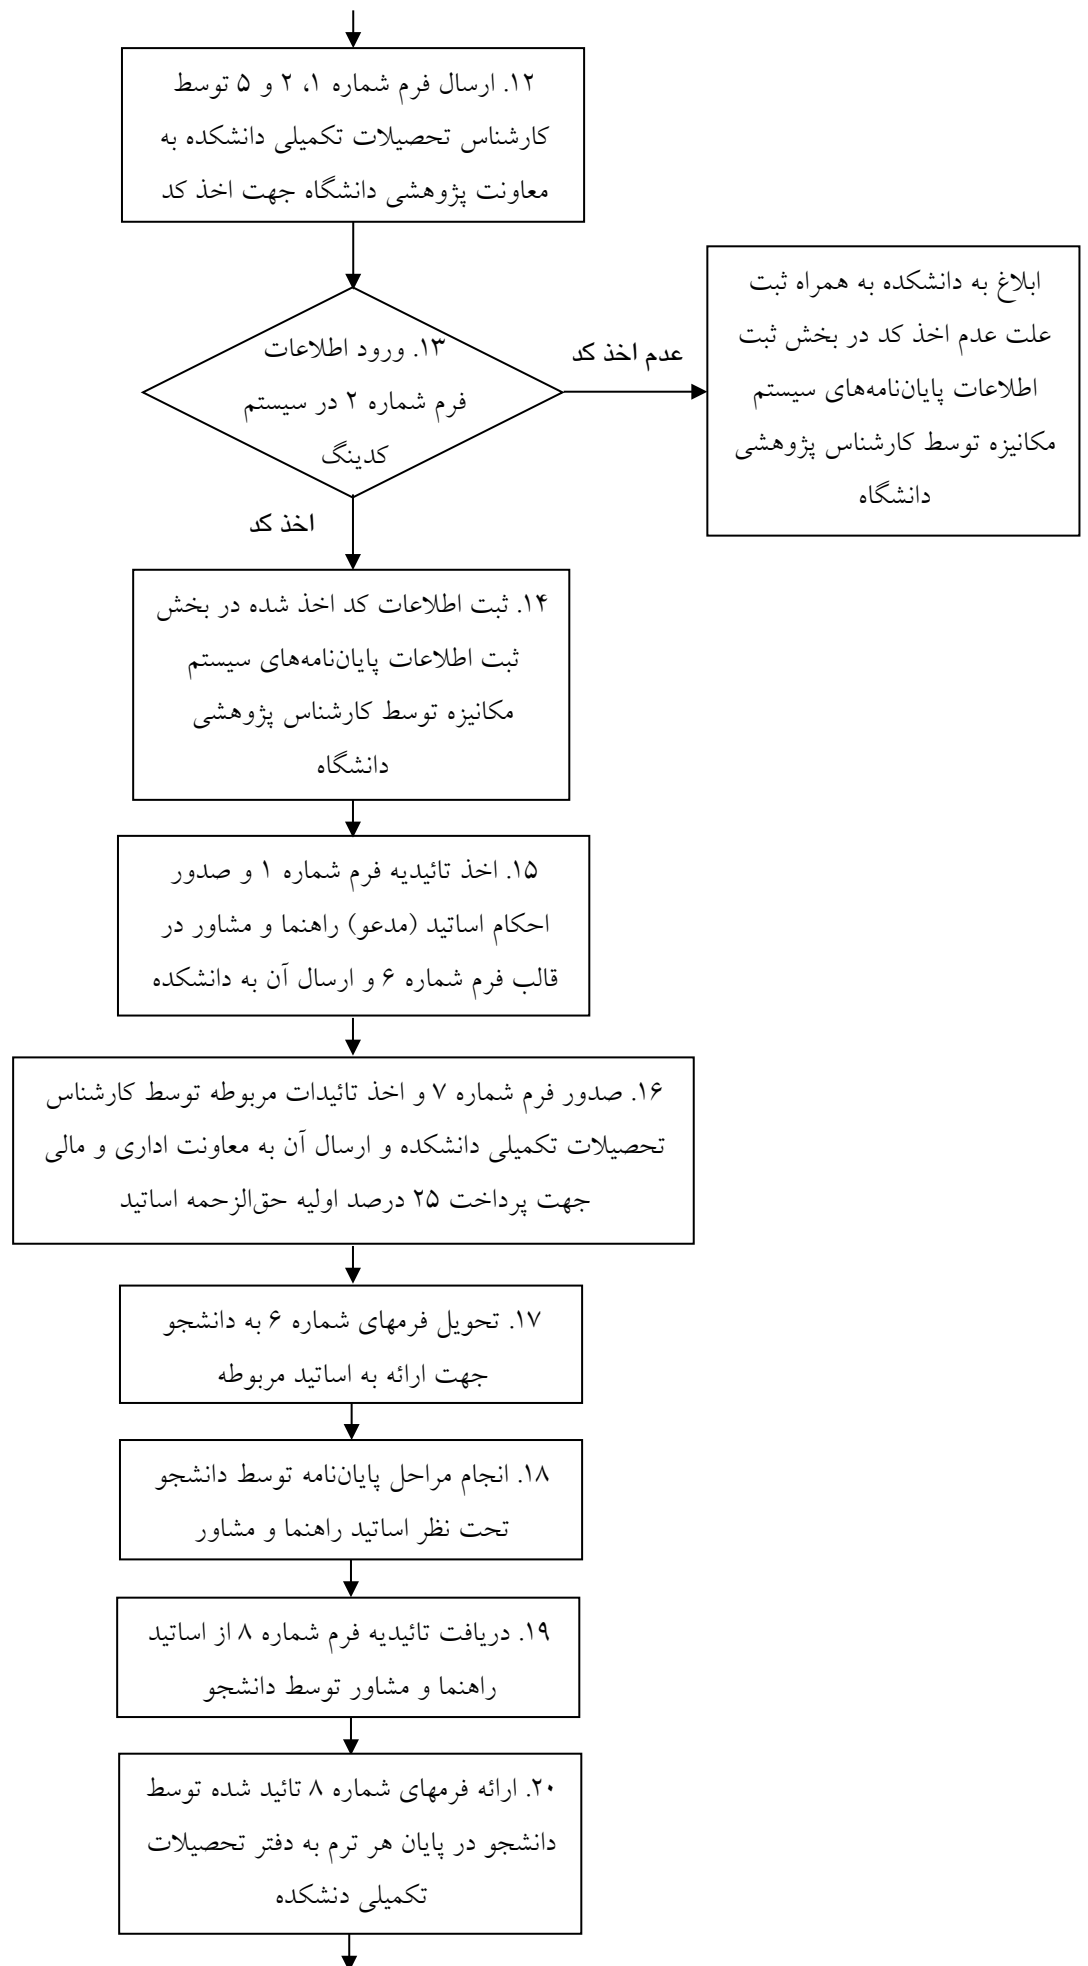 ۱۲. ارسال فرم شماره ۱، ۲ و ۵ توسط
کارشناس تحصیلات تکمیلی دانشکده به
معاونت پژوهشی دانشگاه جهت اخذ کد
۱۳. ورود اطلاعات
فرم شماره ۲ در سیستم
کدینگ
عدم اخذ کد
ابلاغ به دانشکده به همراه ثبت
علت عدم اخذ کد در بخش ثبت
اطلاعات پایان‌نامه‌های سیستم
مکانیزه توسط کارشناس پژوهشی
دانشگاه
اخذ کد
۱۴. ثبت اطلاعات کد اخذ شده در بخش
ثبت اطلاعات پایان‌نامه‌های سیستم
مکانیزه توسط کارشناس پژوهشی
دانشگاه
۱۵. اخذ تائیدیه فرم شماره ۱ و صدور
احکام اساتید (مدعو) راهنما و مشاور در
قالب فرم شماره ۶ و ارسال آن به دانشکده
۱۶. صدور فرم شماره ۷ و اخذ تائیدات مربوطه توسط کارشناس
تحصیلات تکمیلی دانشکده و ارسال آن به معاونت اداری و مالی
جهت پرداخت ۲۵ درصد اولیه حق‌الزحمه اساتید
۱۷. تحویل فرمهای شماره ۶ به دانشجو
جهت ارائه به اساتید مربوطه
۱۸. انجام مراحل پایان‌نامه توسط دانشجو
تحت نظر اساتید راهنما و مشاور
۱۹. دریافت تائیدیه فرم شماره ۸ از اساتید
راهنما و مشاور توسط دانشجو
۲۰. ارائه فرمهای شماره ۸ تائید شده توسط
دانشجو در پایان هر ترم به دفتر تحصیلات
تکمیلی دنشکده